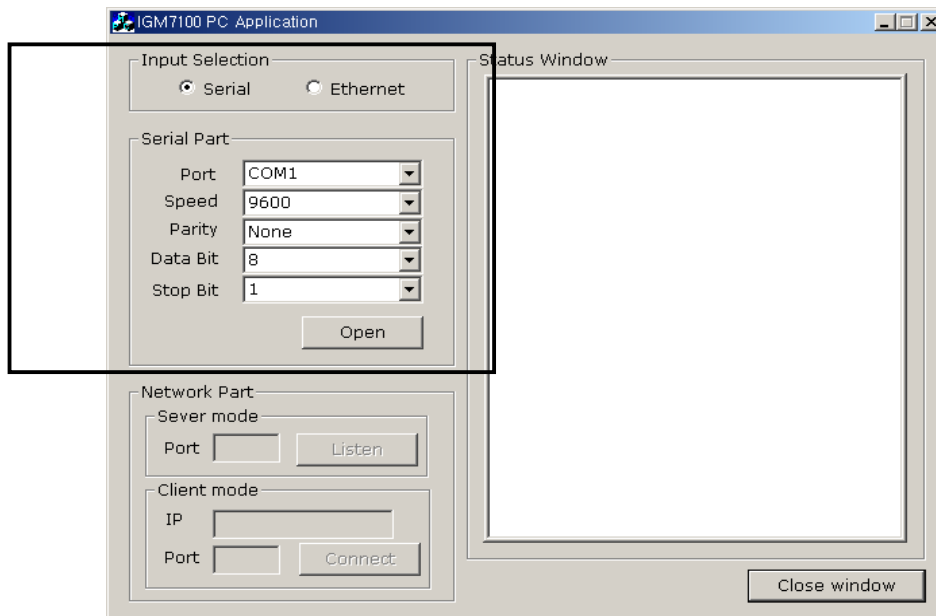 IGM7100 PC Application
Input Selection
Serial Ethernet
Serial Part
Port COM1
Speed 9600
Parity None
Data Bit 8
Stop Bit 1
Open
Network Part
Sever mode
Port Listen
Client mode
IP
Port Connect
Status Window
Close window